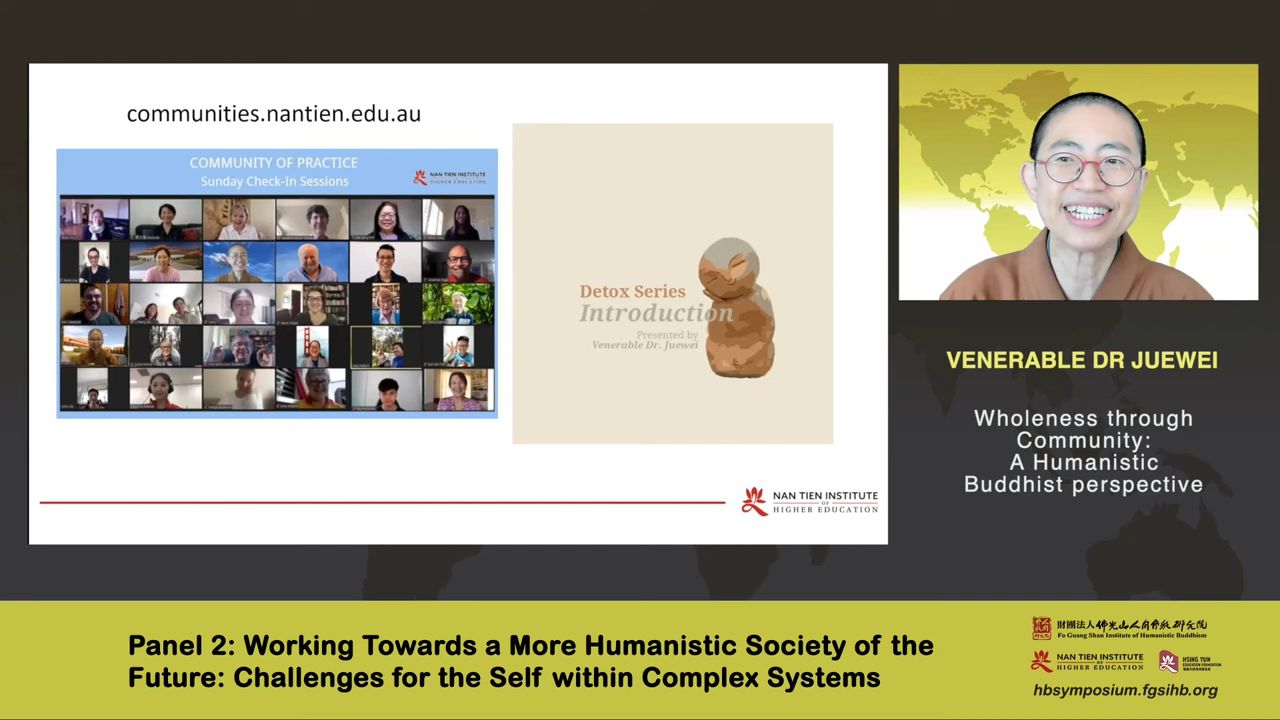 communities.nantien.edu.au
COMMUNITY OF PRACTICE
Sunday Check-In Sessions
NAN TIEN INSTITUTE
Detox Series
Introduction
Presented by
Venerable Dr. Juewei
NAN TIEN INSTITUTE
OF
HIGHER EDUCATION
VENERABLE DR JUEWEI
Wholeness through
Community:
A Humanistic
Buddhist perspective
Panel 2: Working Towards a More Humanistic Society of the
Future: Challenges for the Self within Complex Systems
財團法人佛光山人間佛教研究院
Fo Guang Shan Institute of Humanistic Buddhism
NAN TIEN INSTITUTE
OF
HIGHER EDUCATION
HSING YUN
EDUCATION FOUNDATION
hbsymposium.fgsihb.org